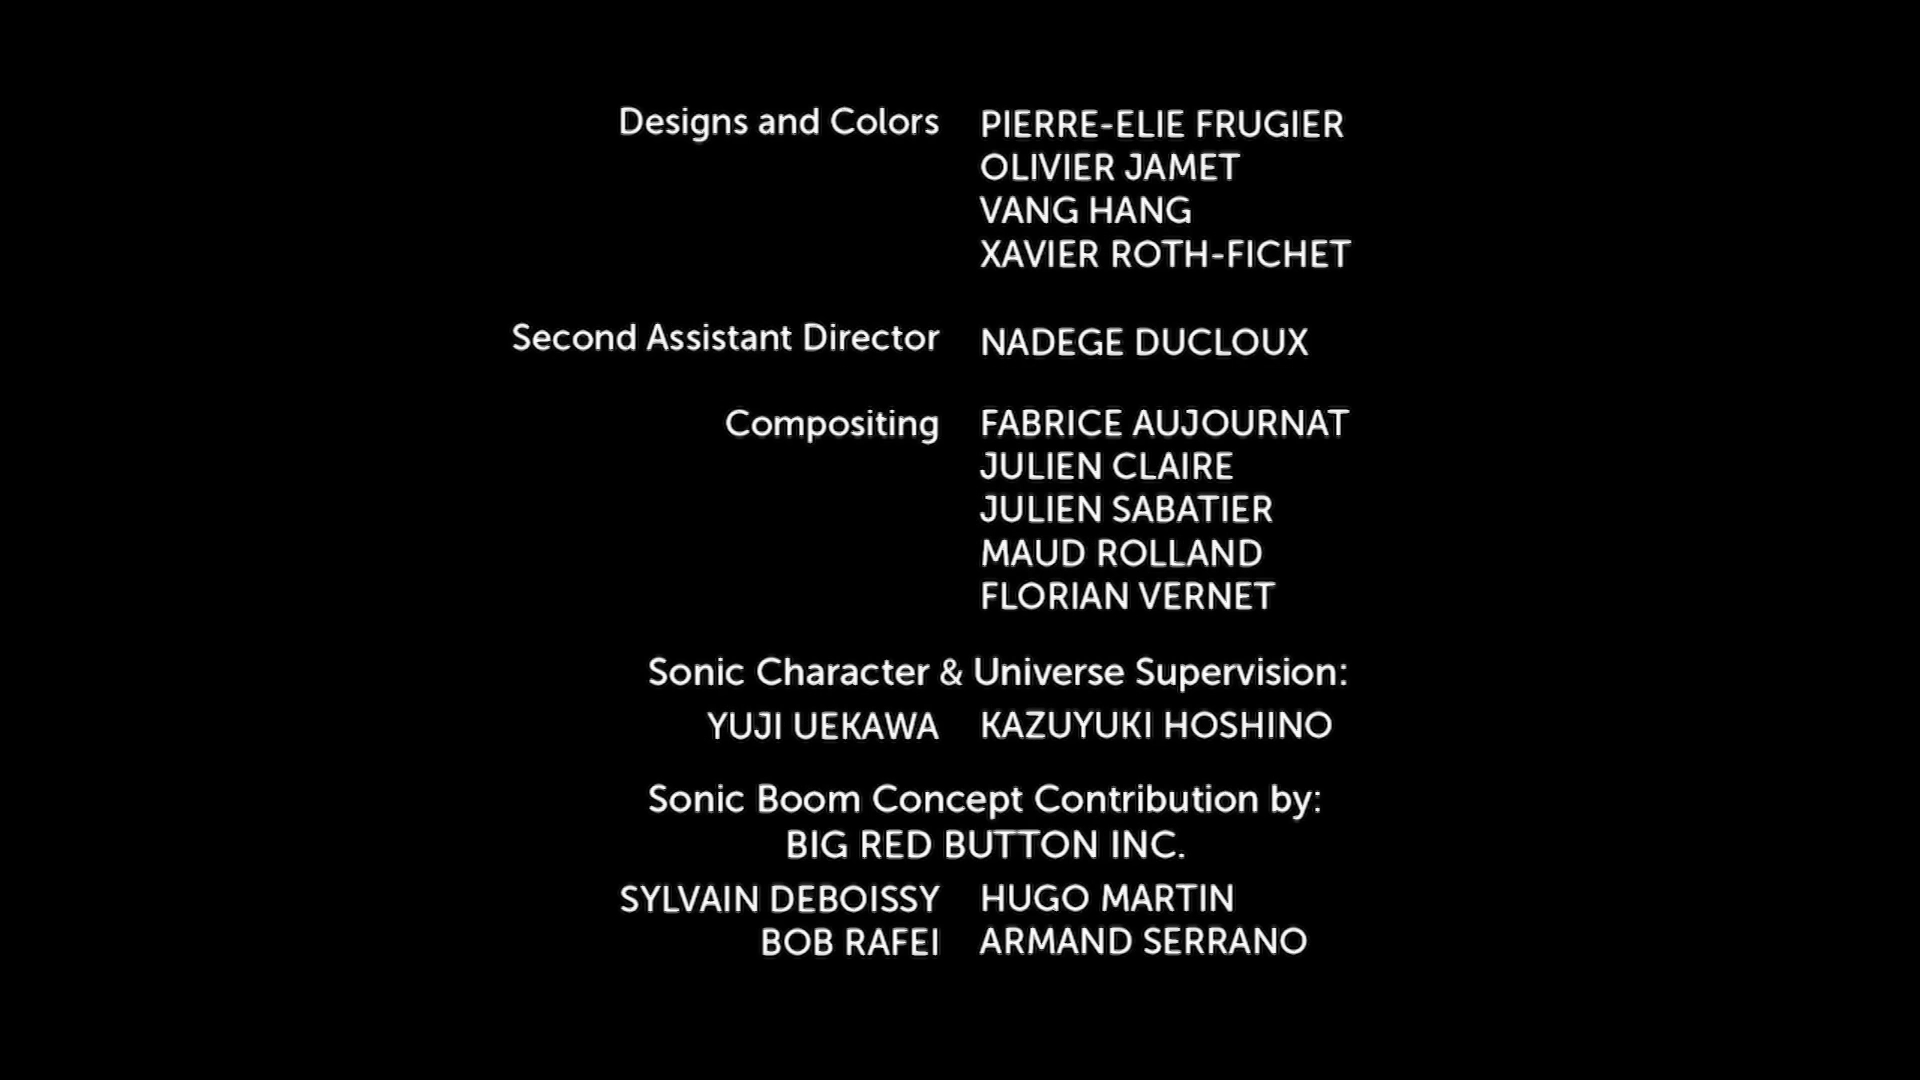 Designs and Colors PIERRE-ELIE FRUGIER
OLIVIER JAMET
VANG HANG
XAVIER ROTH-FICHET
Second Assistant Director NADEGE DUCLOUX
Compositing FABRICE AUJOURNAT
JULIEN CLAIRE
JULIEN SABATIER
MAUD ROLLAND
FLORIAN VERNET
Sonic Character & Universe Supervision:
YUJI UEKAWA KAZUYUKI HOSHINO
Sonic Boom Concept Contribution by:
BIG RED BUTTON INC.
SYLVAIN DEBOISSY HUGO MARTIN
BOB RAFEI ARMAND SERRANO